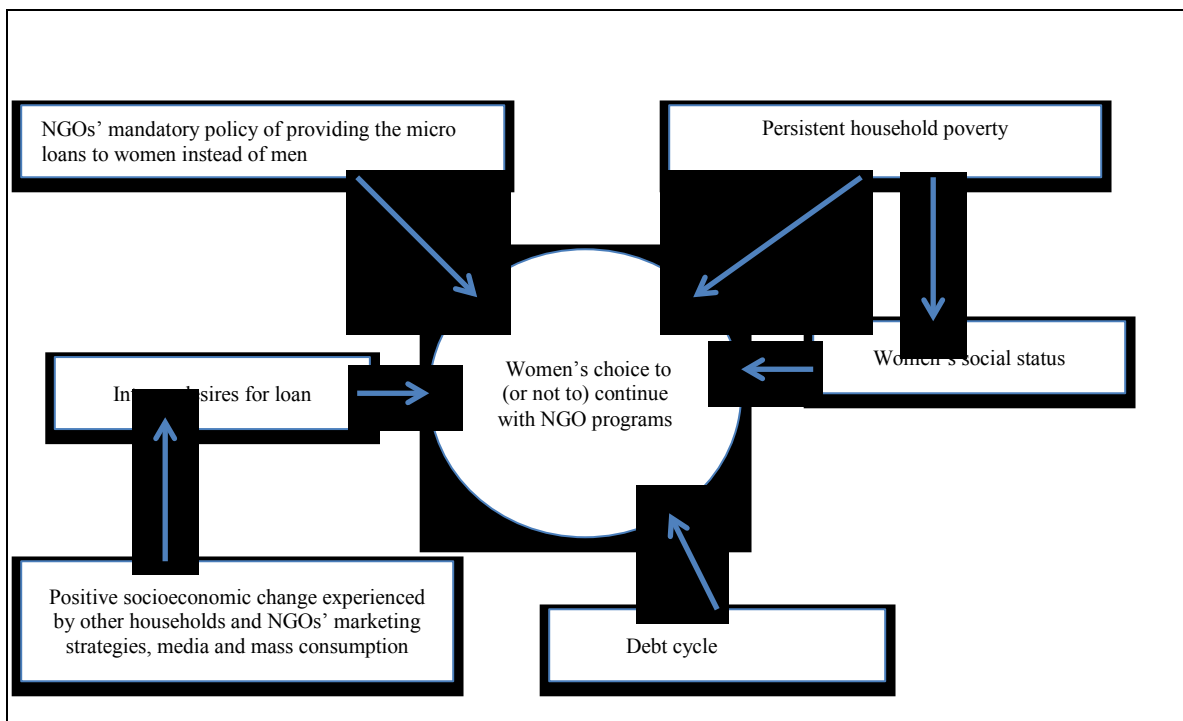 NGOs’ mandatory policy of providing the micro
loans to women instead of men
Persistent household poverty
Women’s social status
desires for loan
Women’s choice to
(or not to) continue
with NGO programs
Positive socioeconomic change experienced
by other households and NGOs’ marketing
strategies, media and mass consumption
Debt cycle